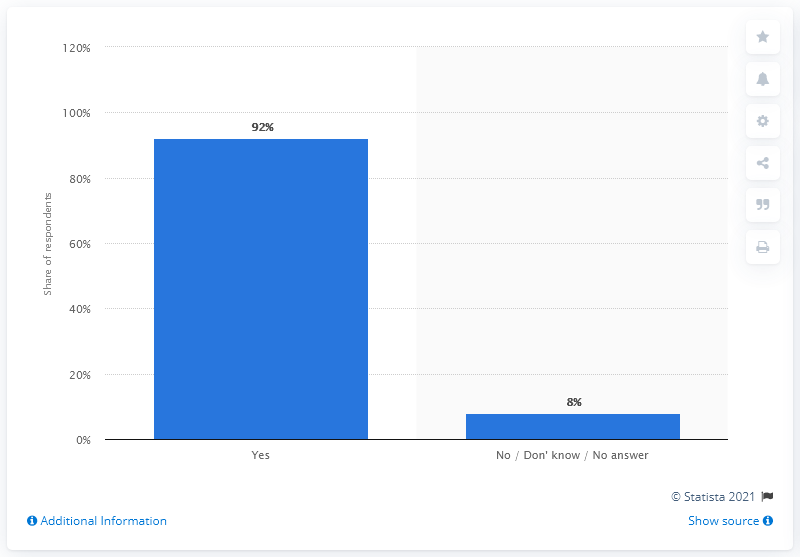 120%
100%
80%
60%
40%
20%
0%
Share of respondents
92%
8%
Yes
No / Don' know / No answer
© Statista 2021
Additional Information
Show source